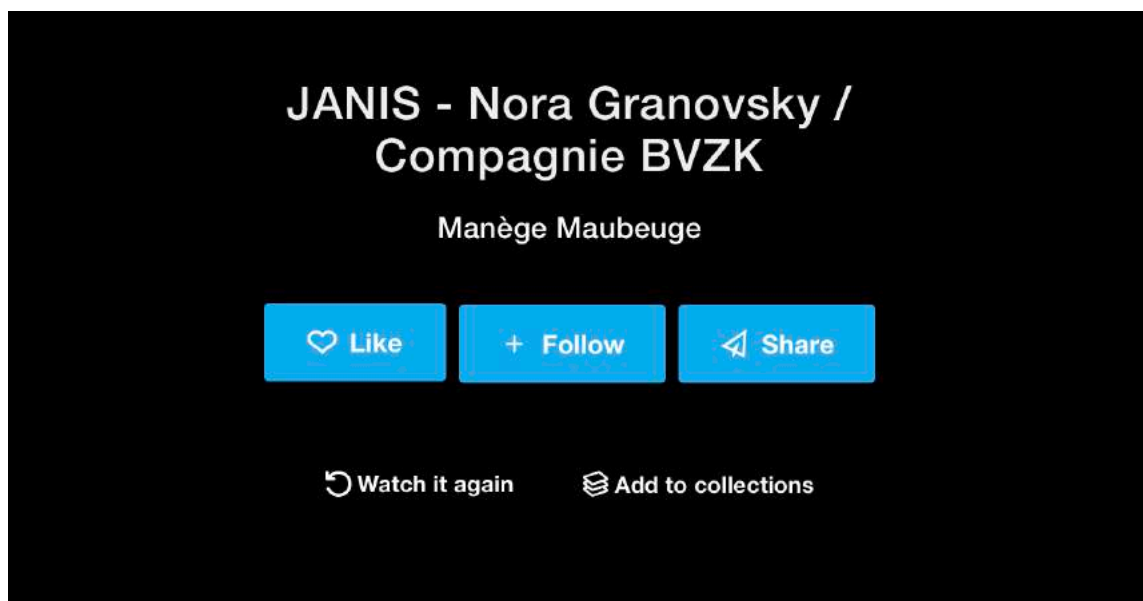 JANIS - Nora Granovsky /
Compagnie BVZK
Manège Maubeuge
Like
+ Follow
Share
Watch it again
Add to collections